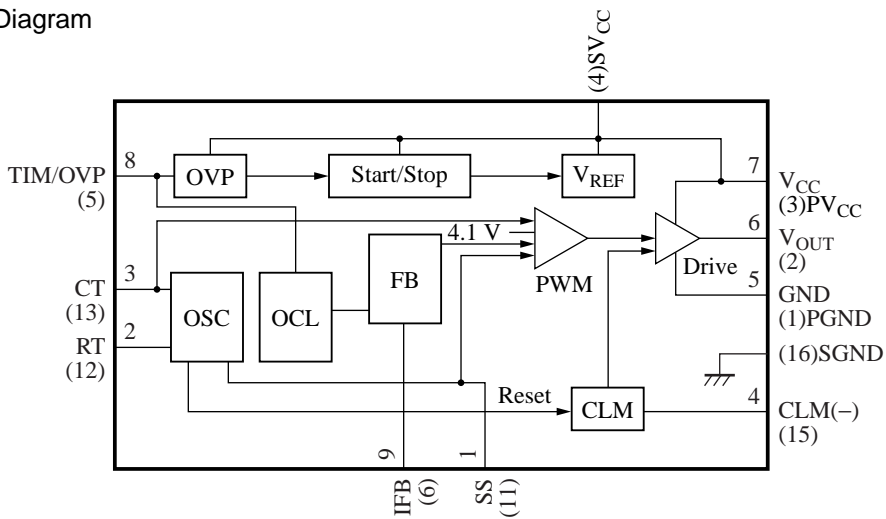 Diagram
(4)SVCC
TIM/OVP
8
(5)
OVP
Start/Stop
VREF
7
VCC
(3)PVCC
4.1 V
6
VOUT
(2)
CT
3
(13)
OSC
OCL
FB
PWM
Drive
5
GND
(1)PGND
RT
2
(12)
(16)SGND
Reset
CLM
4
CLM(–)
(15)
9
1
IFB
(6)
SS
(11)